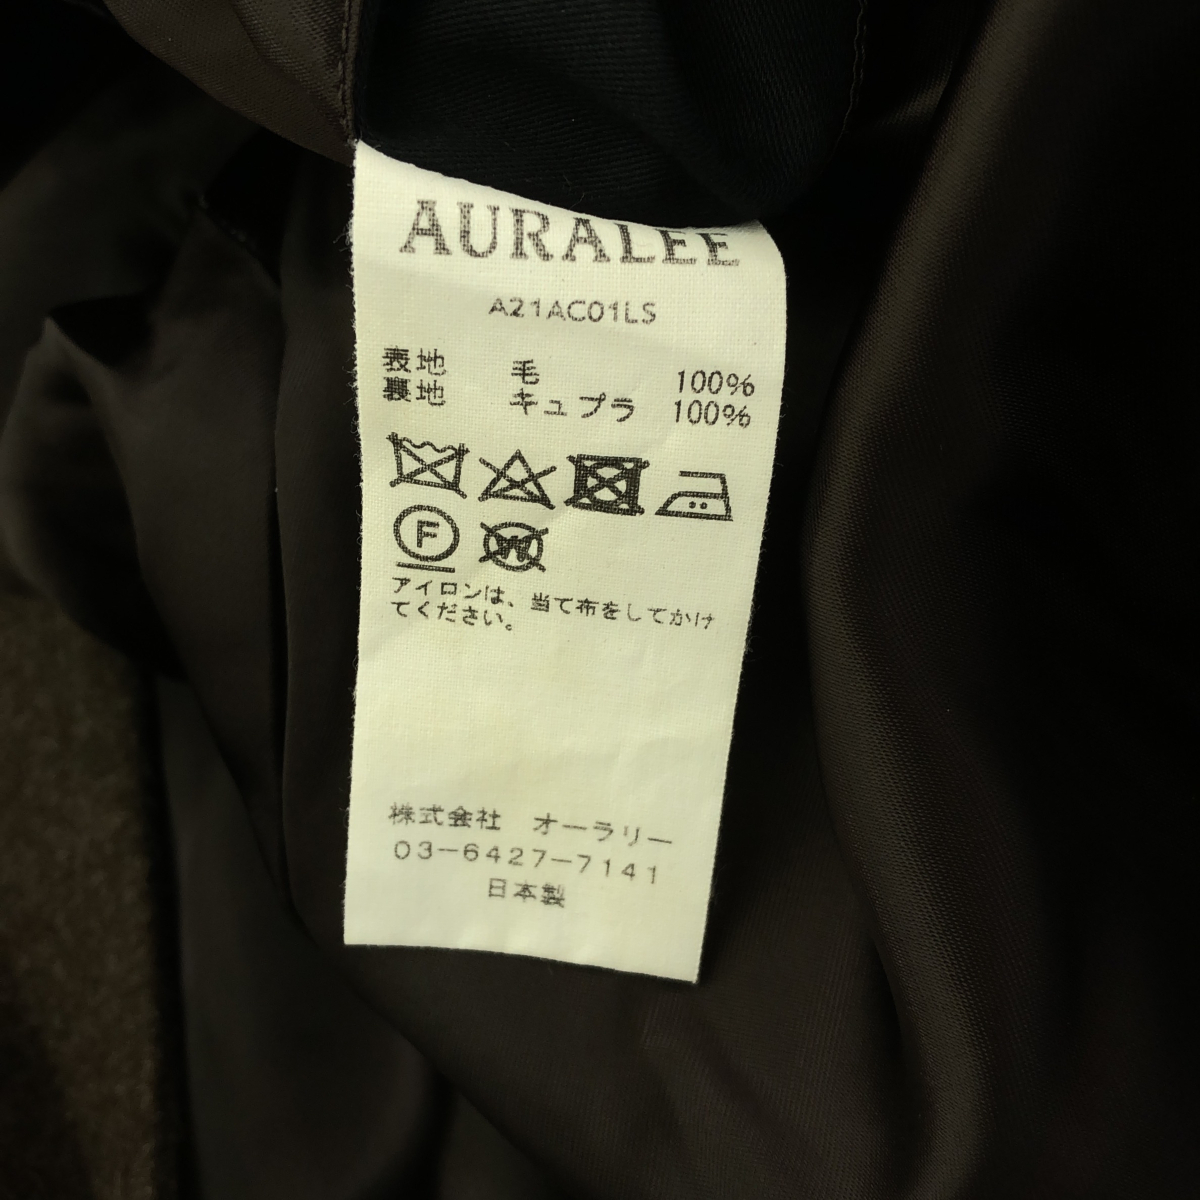 AURALEE
A21AC01LS
表地 毛 100%
裏地 キュプラ 100%
F W
アイロンは、当て布をしてかけ
てください。
株式会社 オーラリー
03-6427-7141
日本製